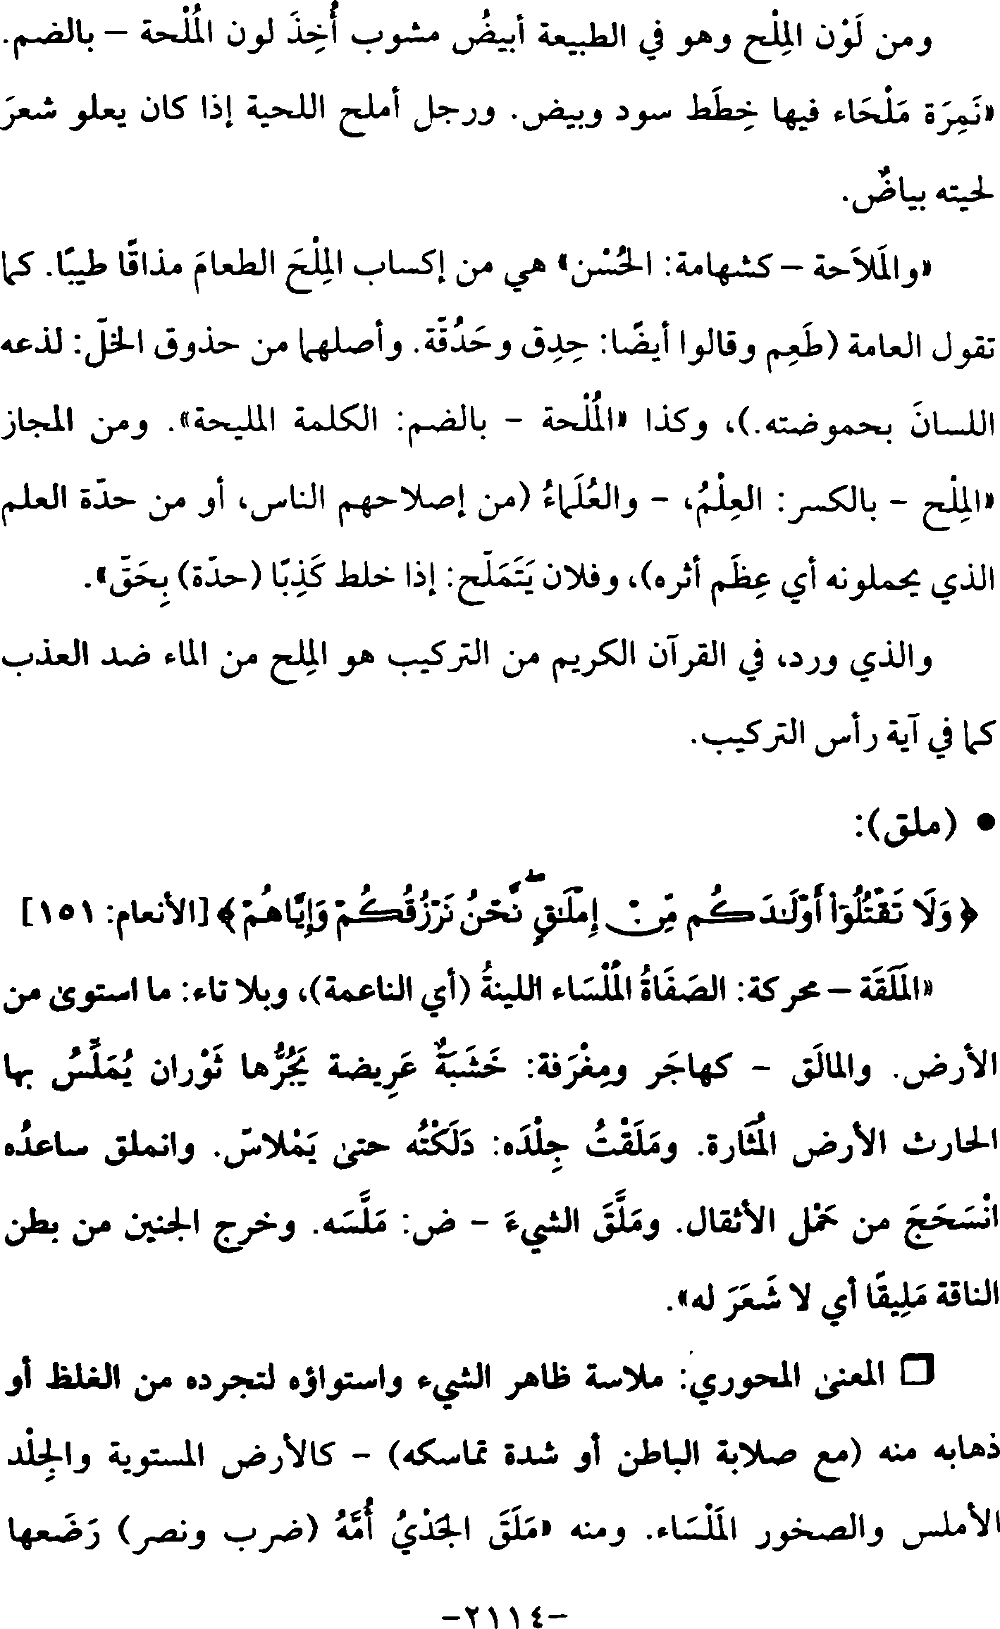 ومن لَوْن المِلْح وهو في الطبيعة أبيضُ مشوب أُخِذَ لون المُلْحة – بالضم.
«نَمِرَة مَلْحَاء فيها خِطَط سود وبيض. ورجل أملح اللحية إذا كان يعلو شعرَ
لحيته بياضٌ.
«والمَلاَحة – كشهامة: الحُسْن» هي من إكساب المِلْحَ الطعامَ مذاقًا طيبًا. كما
تقول العامة (طَعِم وقالوا أيضًا: حِدِق وحَدُقّة. وأصلهما من حذوق الخلّ: لذعه
اللسانَ بحموضته.)، وكذا «المُلْحة - بالضم: الكلمة المليحة». ومن المجاز
«المِلْح - بالكسر: العِلْمُ، - والعُلَماءُ (من إصلاحهم الناس، أو من حدّة العلم
الذي يحملونه أي عِظَم أثره)، وفلان يَتَمَلّح: إذا خلط كَذِبًا (حدّة) بِحَقّ».
والذي ورد، في القرآن الكريم من التركيب هو المِلح من الماء ضد العذب
كما في آية رأس التركيب.
• (ملق):
﴿وَلَا تَقْتُلُوٓا۟ أَوْلَـٰدَكُم مِّنْ إِمْلَـٰقٍ ۖ نَّحْنُ نَرْزُقُكُمْ وَإِيَّاهُمْ﴾ [الأنعام: ١٥١]
«المَلَقَة – محركة: الصَفَاةُ المُلْسَاء اللينةُ (أي الناعمة)، وبلا تاء: ما استوىٰ من
الأرض. والمالَق - كهاجَر ومِغْرَفة: خَشَبَةٌ عَرِيضة يَجُرُّها ثَوْران يُمَلِّسُ بها
الحارث الأرض المُثَارة. ومَلَقْتُ جِلْدَه: دَلَكْتُه حتىٰ يَمْلاسّ. وانملق ساعدُه
انْسَحَجَ من حَمْل الأثقال. ومَلَّقَ الشيءَ - ض: مَلَّسَه. وخرج الجنين من بطن
الناقة مَلِيقًا أي لا شَعَرَ له».
❒ المعنىٰ المحوري: ملاسة ظاهر الشيء واستواؤه لتجرده من الغلظ أو
ذهابه منه (مع صلابة الباطن أو شدة تماسكه) - كالأرض المستوية والجِلْد
الأملس والصخور المَلْسَاء. ومنه «مَلَقَ الجَدْيُ أُمَّهُ (ضرب ونصر) رَضَعها
-٢١١٤-